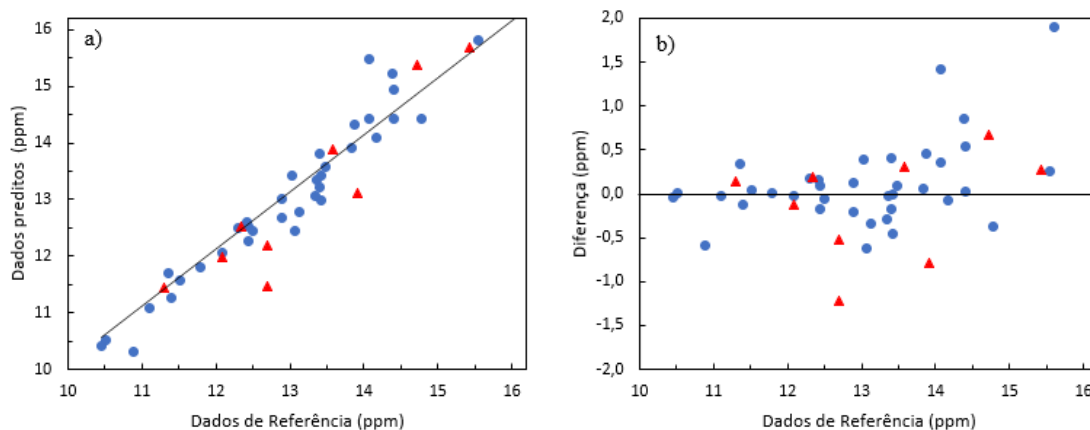 a)
16
15
14
13
12
11
10
Dados preditos (ppm)
10 11 12 13 14 15 16
Dados de Referência (ppm)
b)
2,0
1,5
1,0
0,5
0,0
-0,5
-1,0
-1,5
-2,0
Diferença (ppm)
10 11 12 13 14 15 16
Dados de Referência (ppm)